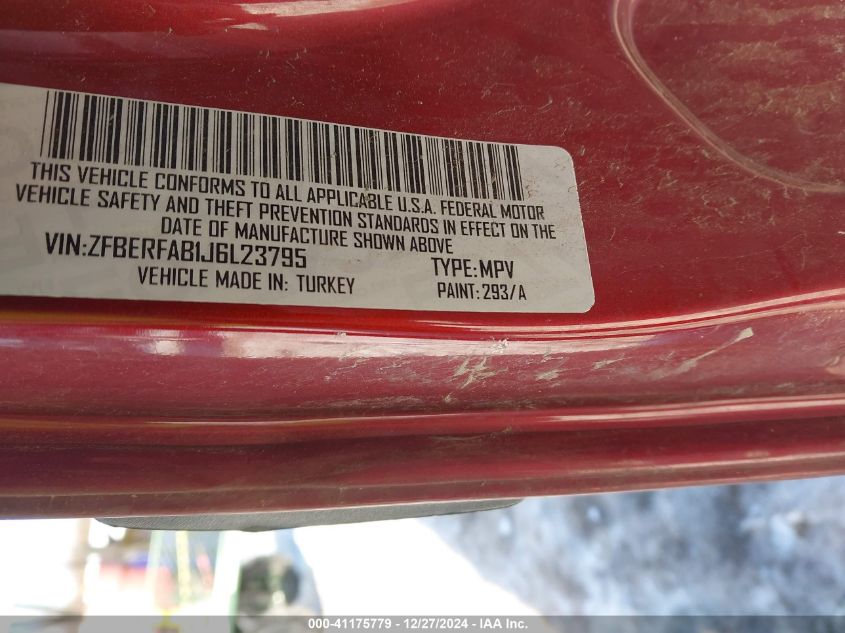 THIS VEHICLE CONFORMS TO ALL APPLICABLE U.S.A. FEDERAL MOTOR
VEHICLE SAFETY AND THEFT PREVENTION STANDARDS IN EFFECT ON THE
DATE OF MANUFACTURE SHOWN ABOVE
VIN:ZFBERFAB1J6L23795 TYPE:MPV
VEHICLE MADE IN: TURKEY PAINT:293/A
000-41175779 - 12/27/2024 - IAA Inc.